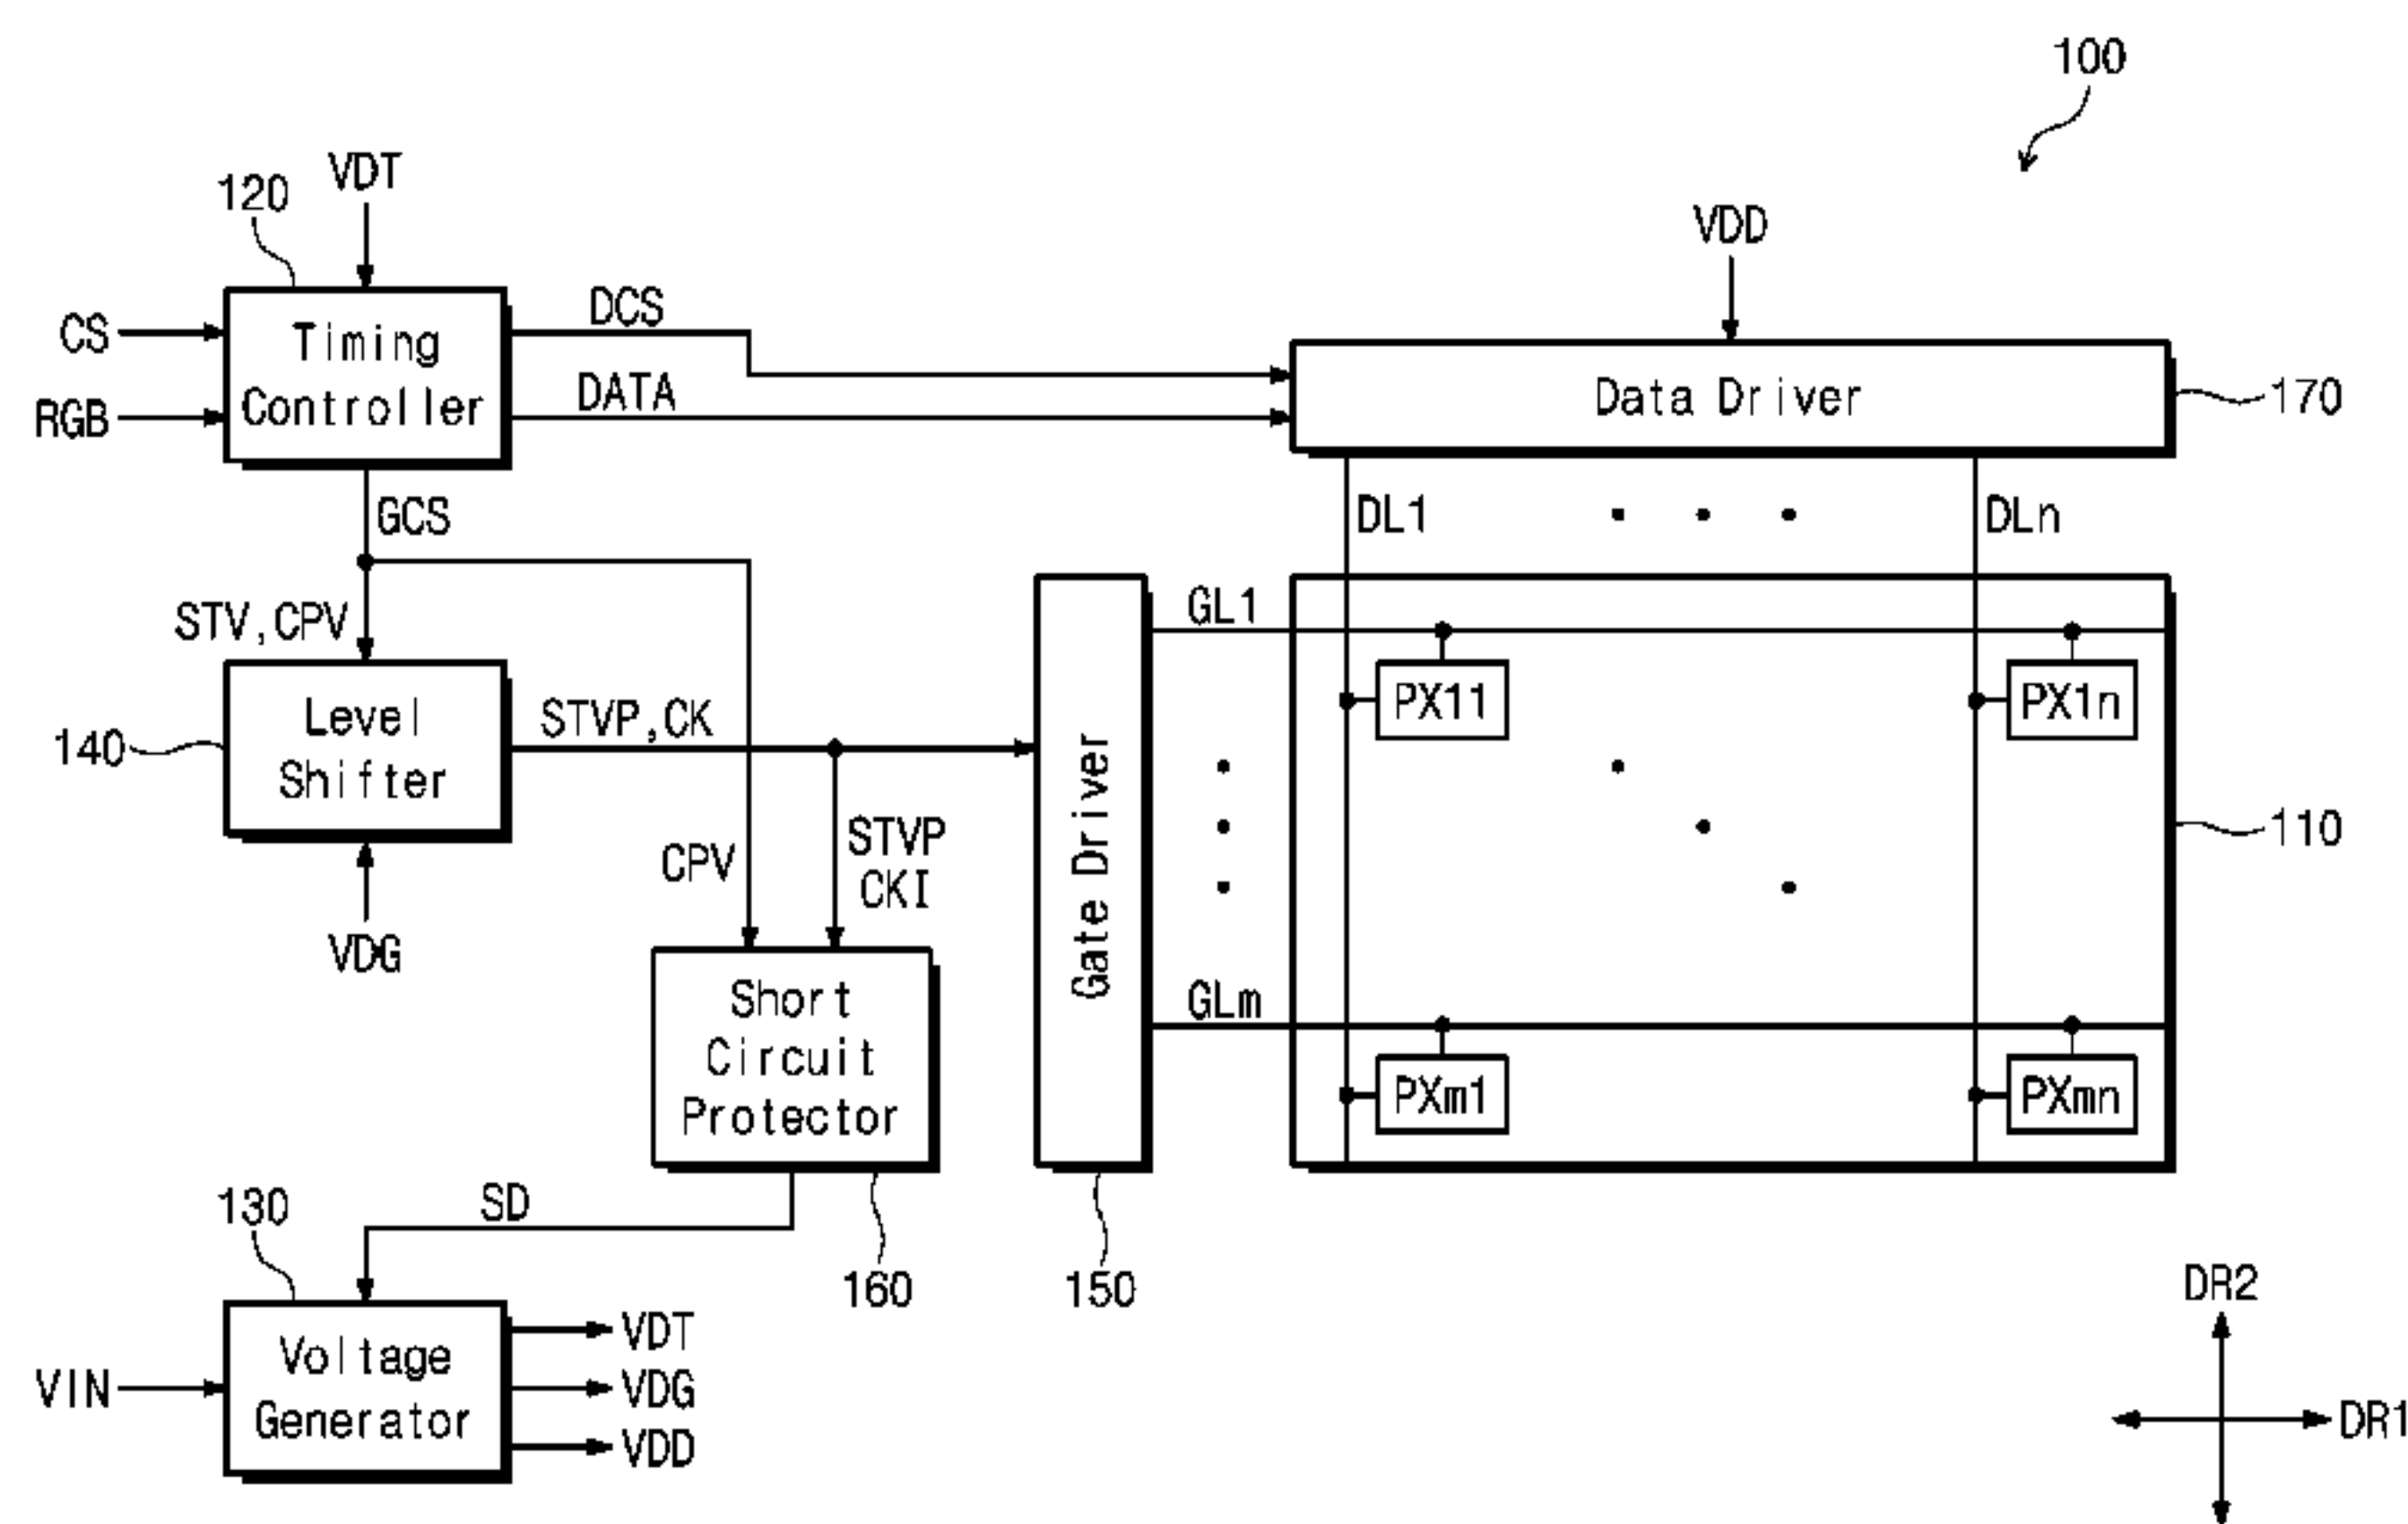 100
VDT
120
VDD
CS
Timing
Controller
RGB
DCS
DATA
Data Driver
170
GCS
DL1
DLn
STV,CPV
GL1
PX11
PX1n
Level
Shifter
140
STVP,CK
Gate Driver
CPV
STVP
CKI
110
VDG
Short
Circuit
Protector
GLm
PXm1
PXmn
130
SD
160
150
DR2
VIN
Voltage
Generator
VDT
VDG
VDD
DR1